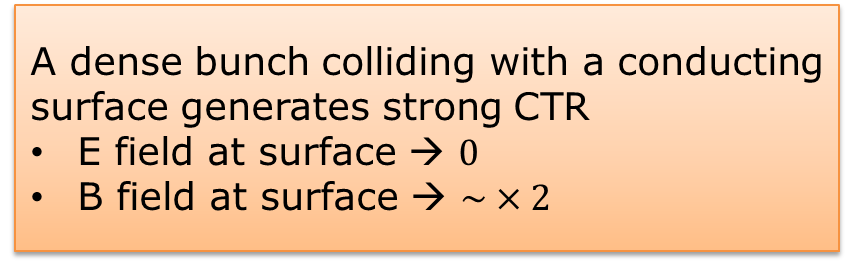 A dense bunch colliding with a conducting
surface generates strong CTR
• E field at surface → 0
• B field at surface → ~ × 2